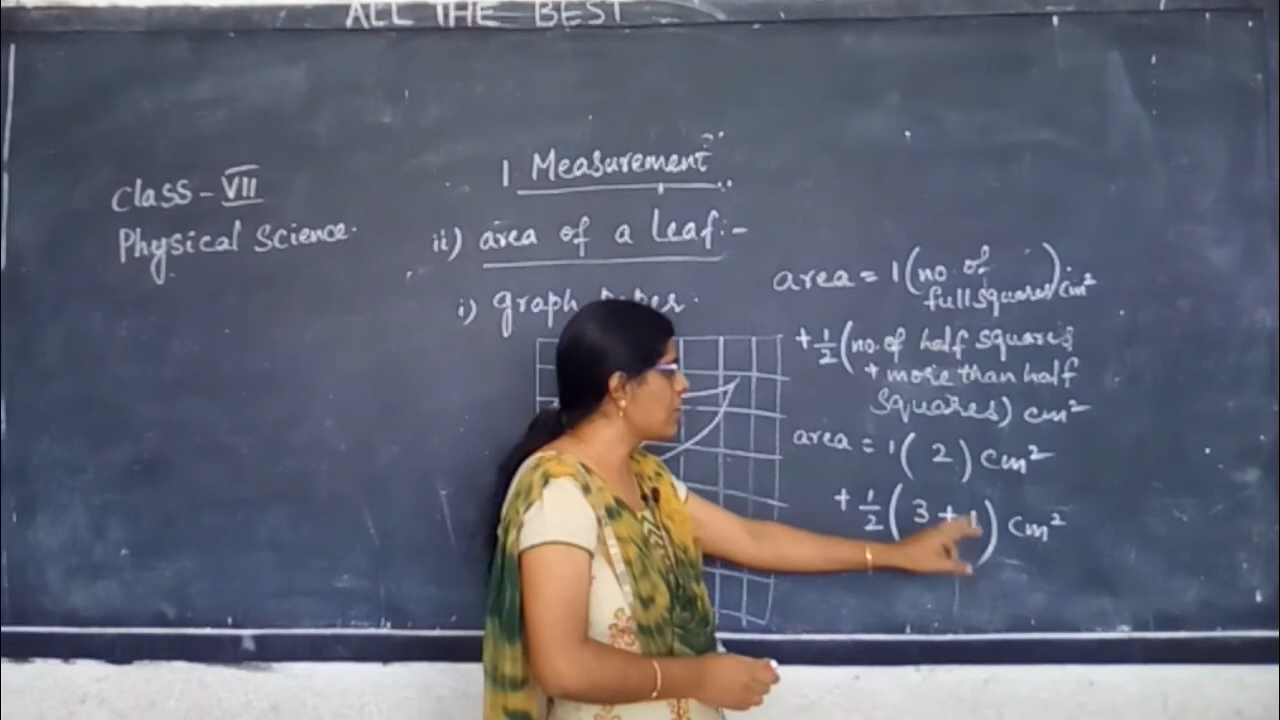 ALL THE BEST
Class - VII
Physical Science.
1 Measurement
ii) area of a leaf:-
i) graph paper.
area = 1 (no. of
full squares) cm²
+ 1/2 (no. of half squares
+ more than half
squares) cm²
area = 1 ( 2 ) cm²
+ 1/2 ( 3 + 1 ) cm²